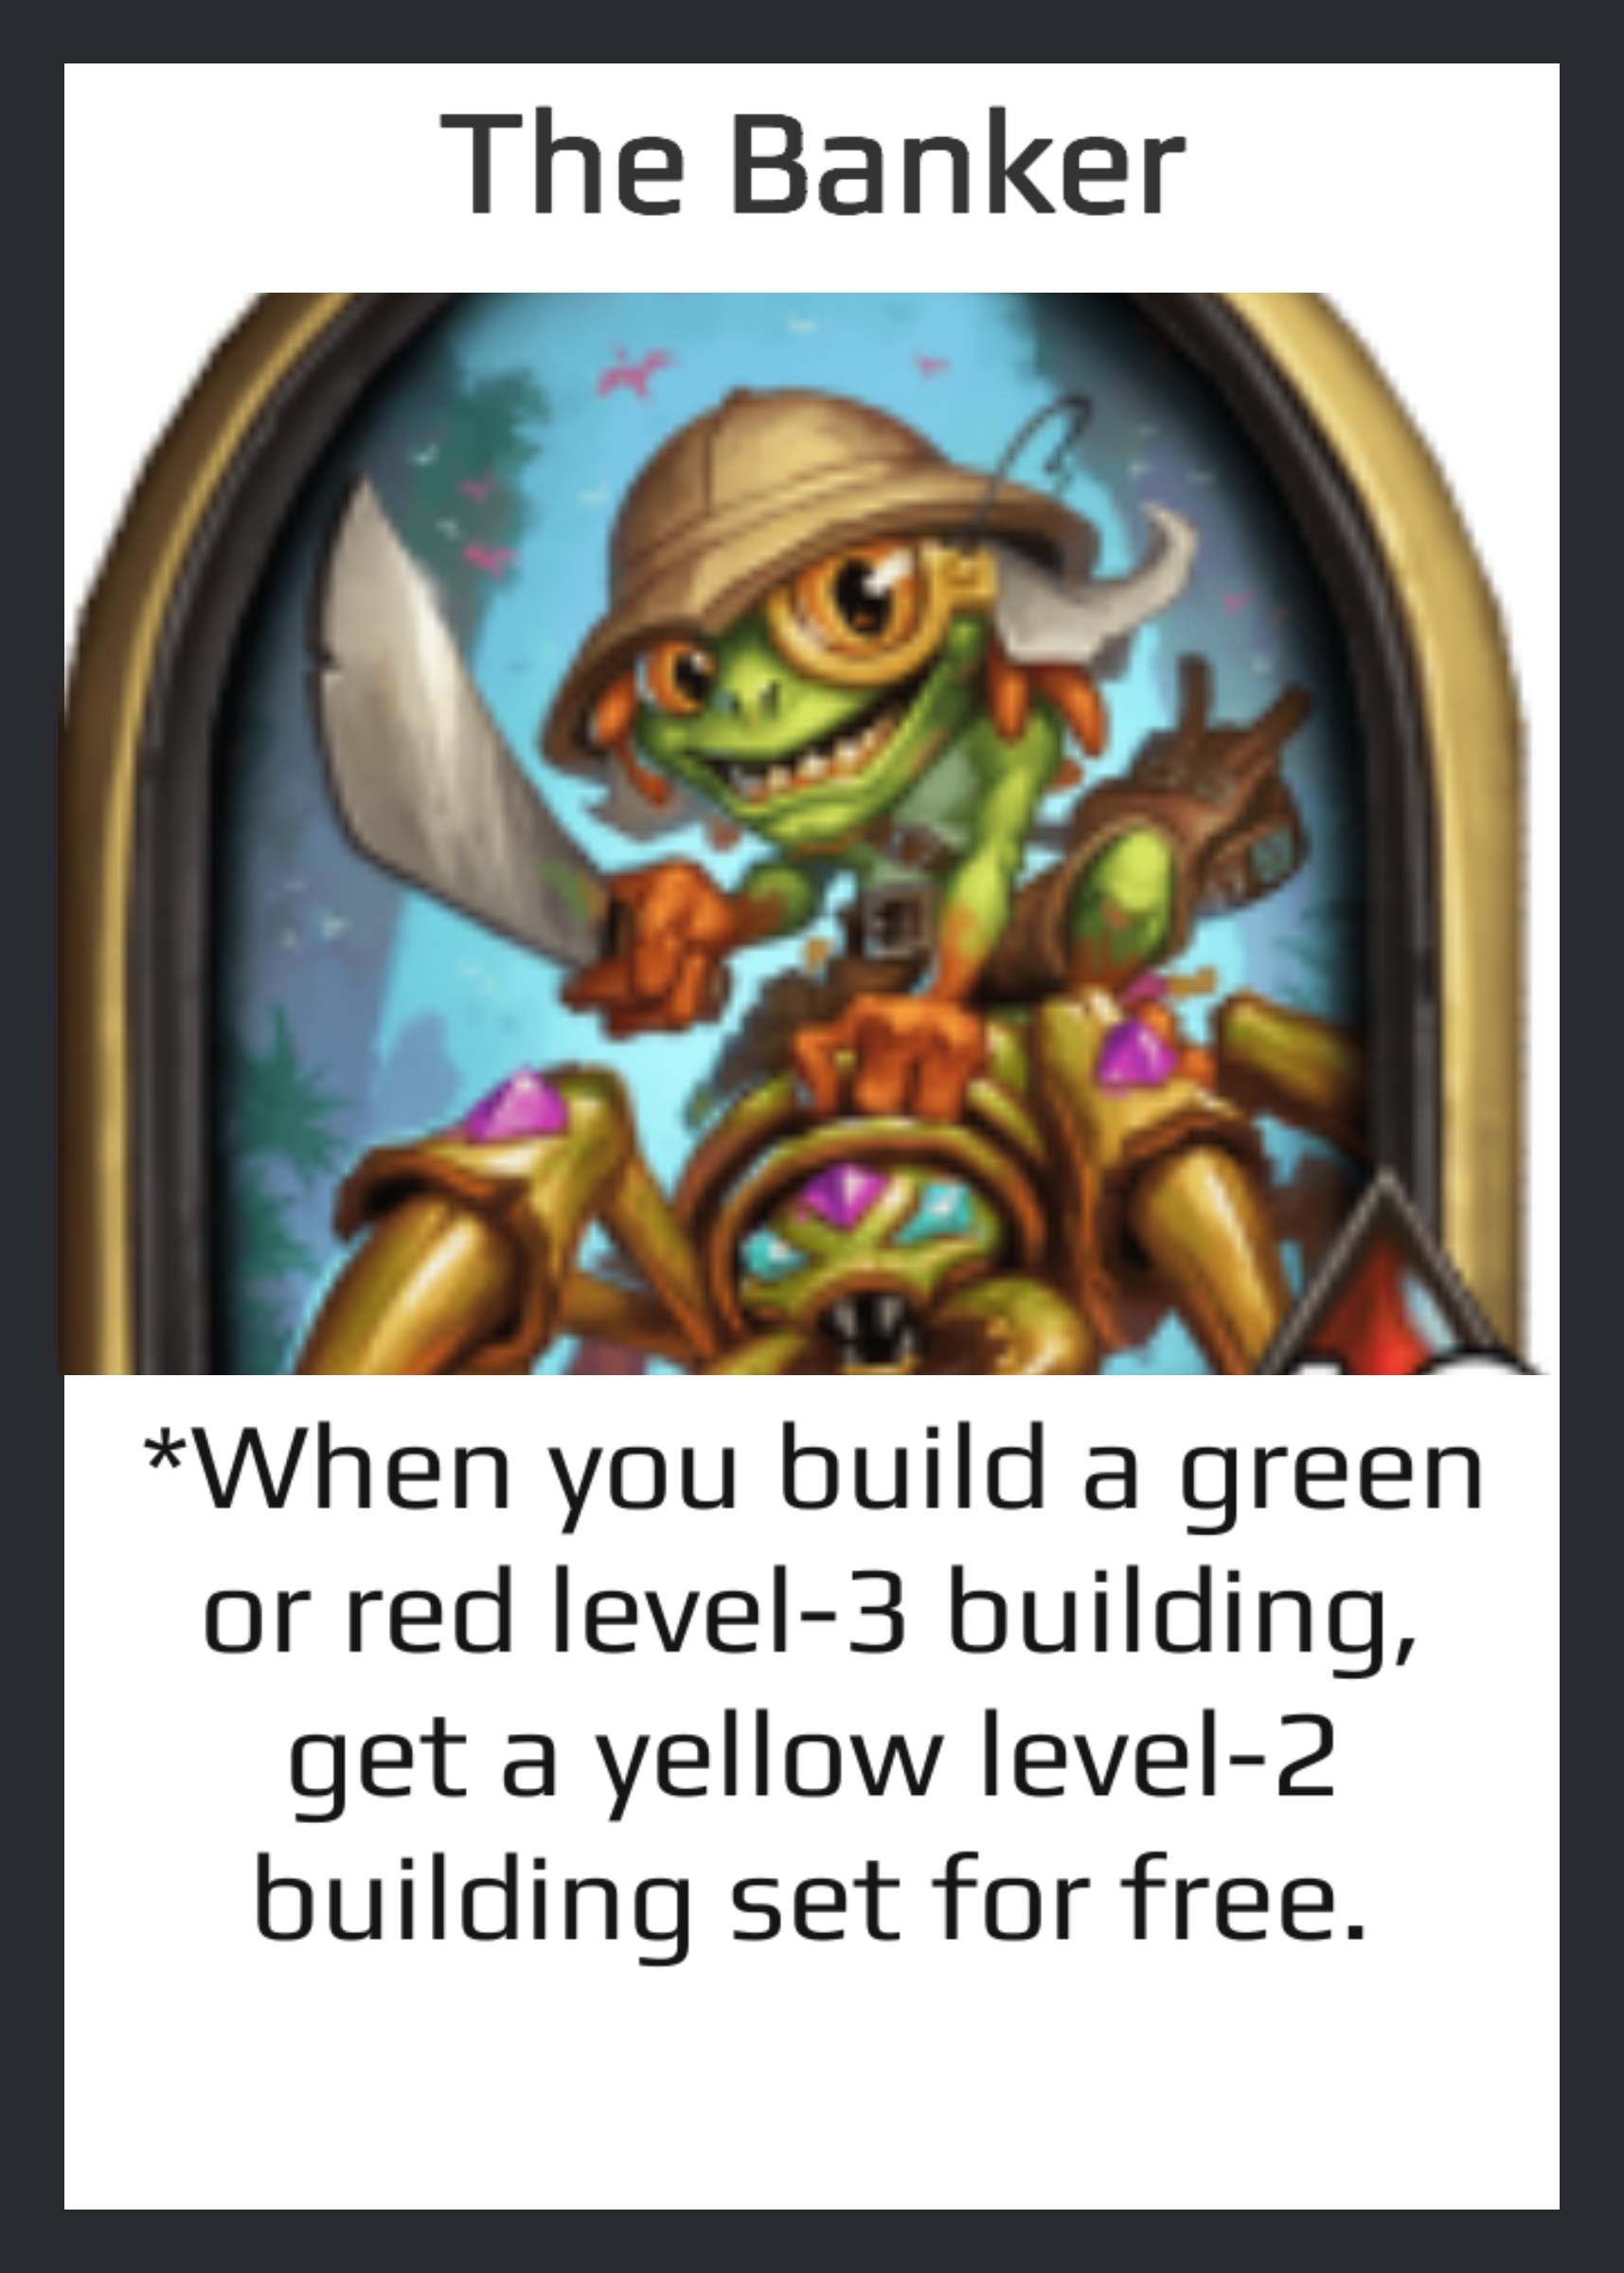 The Banker
*When you build a green
or red level-3 building,
get a yellow level-2
building set for free.